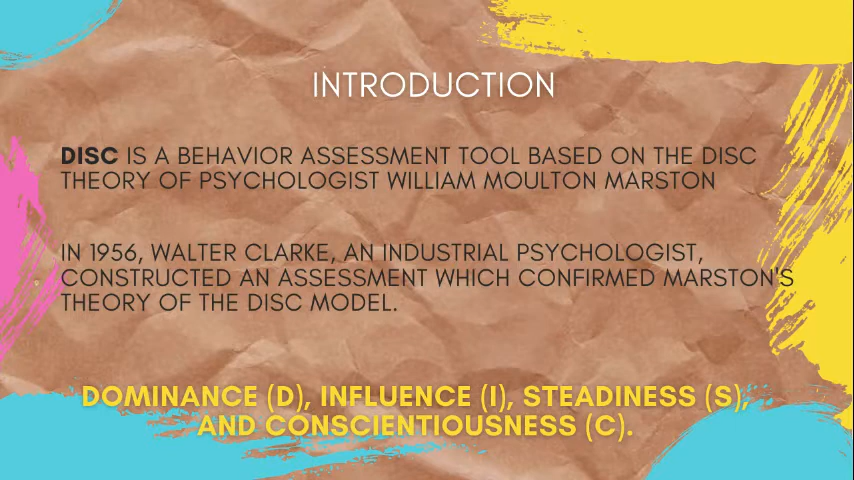 INTRODUCTION
DISC IS A BEHAVIOR ASSESSMENT TOOL BASED ON THE DISC
THEORY OF PSYCHOLOGIST WILLIAM MOULTON MARSTON
IN 1956, WALTER CLARKE, AN INDUSTRIAL PSYCHOLOGIST,
CONSTRUCTED AN ASSESSMENT WHICH CONFIRMED MARSTON'S
THEORY OF THE DISC MODEL.
DOMINANCE (D), INFLUENCE (I), STEADINESS (S),
AND CONSCIENTIOUSNESS (C).